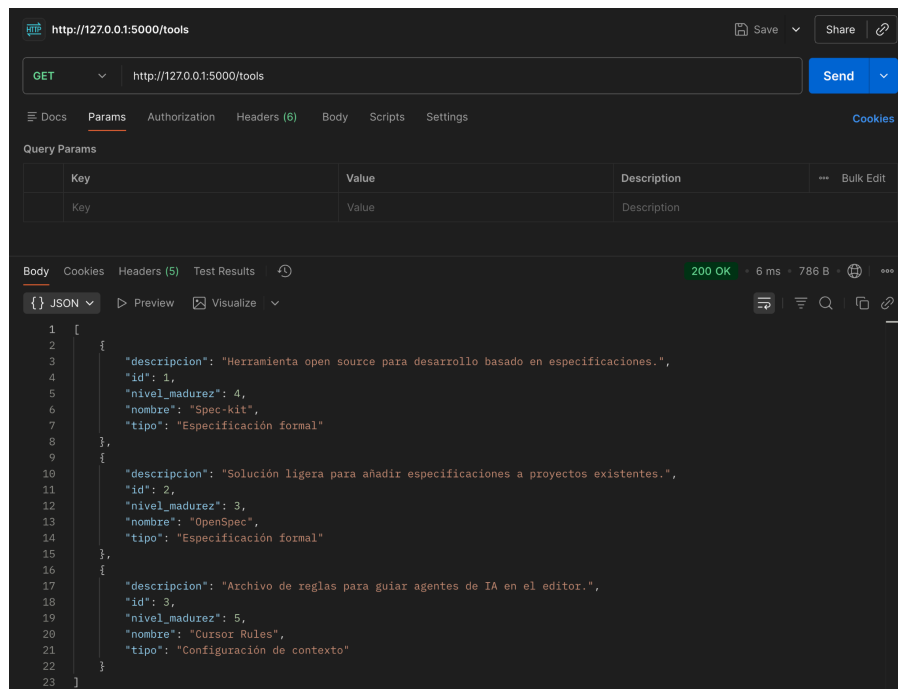 HTTP http://127.0.0.1:5000/tools Save Share
GET http://127.0.0.1:5000/tools Send
Docs Params Authorization Headers (6) Body Scripts Settings Cookies
Query Params
Key Value Description Bulk Edit
Key Value Description
Body Cookies Headers (5) Test Results 200 OK • 6 ms • 786 B •
{} JSON Preview Visualize
1 [
2 {
3 "descripcion": "Herramienta open source para desarrollo basado en especificaciones.",
4 "id": 1,
5 "nivel_madurez": 4,
6 "nombre": "Spec-kit",
7 "tipo": "Especificación formal"
8 },
9 {
10 "descripcion": "Solución ligera para añadir especificaciones a proyectos existentes.",
11 "id": 2,
12 "nivel_madurez": 3,
13 "nombre": "OpenSpec",
14 "tipo": "Especificación formal"
15 },
16 {
17 "descripcion": "Archivo de reglas para guiar agentes de IA en el editor.",
18 "id": 3,
19 "nivel_madurez": 5,
20 "nombre": "Cursor Rules",
21 "tipo": "Configuración de contexto"
22 }
23 ]